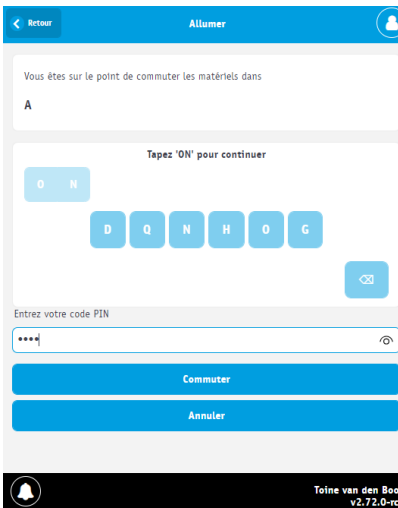 Retour
Allumer
Vous êtes sur le point de commuter les matériels dans
A
Tapez 'ON' pour continuer
O N
D Q N H O G
Entrez votre code PIN
••••
Commuter
Annuler
Toine van den Boo
v2.72.0-rc